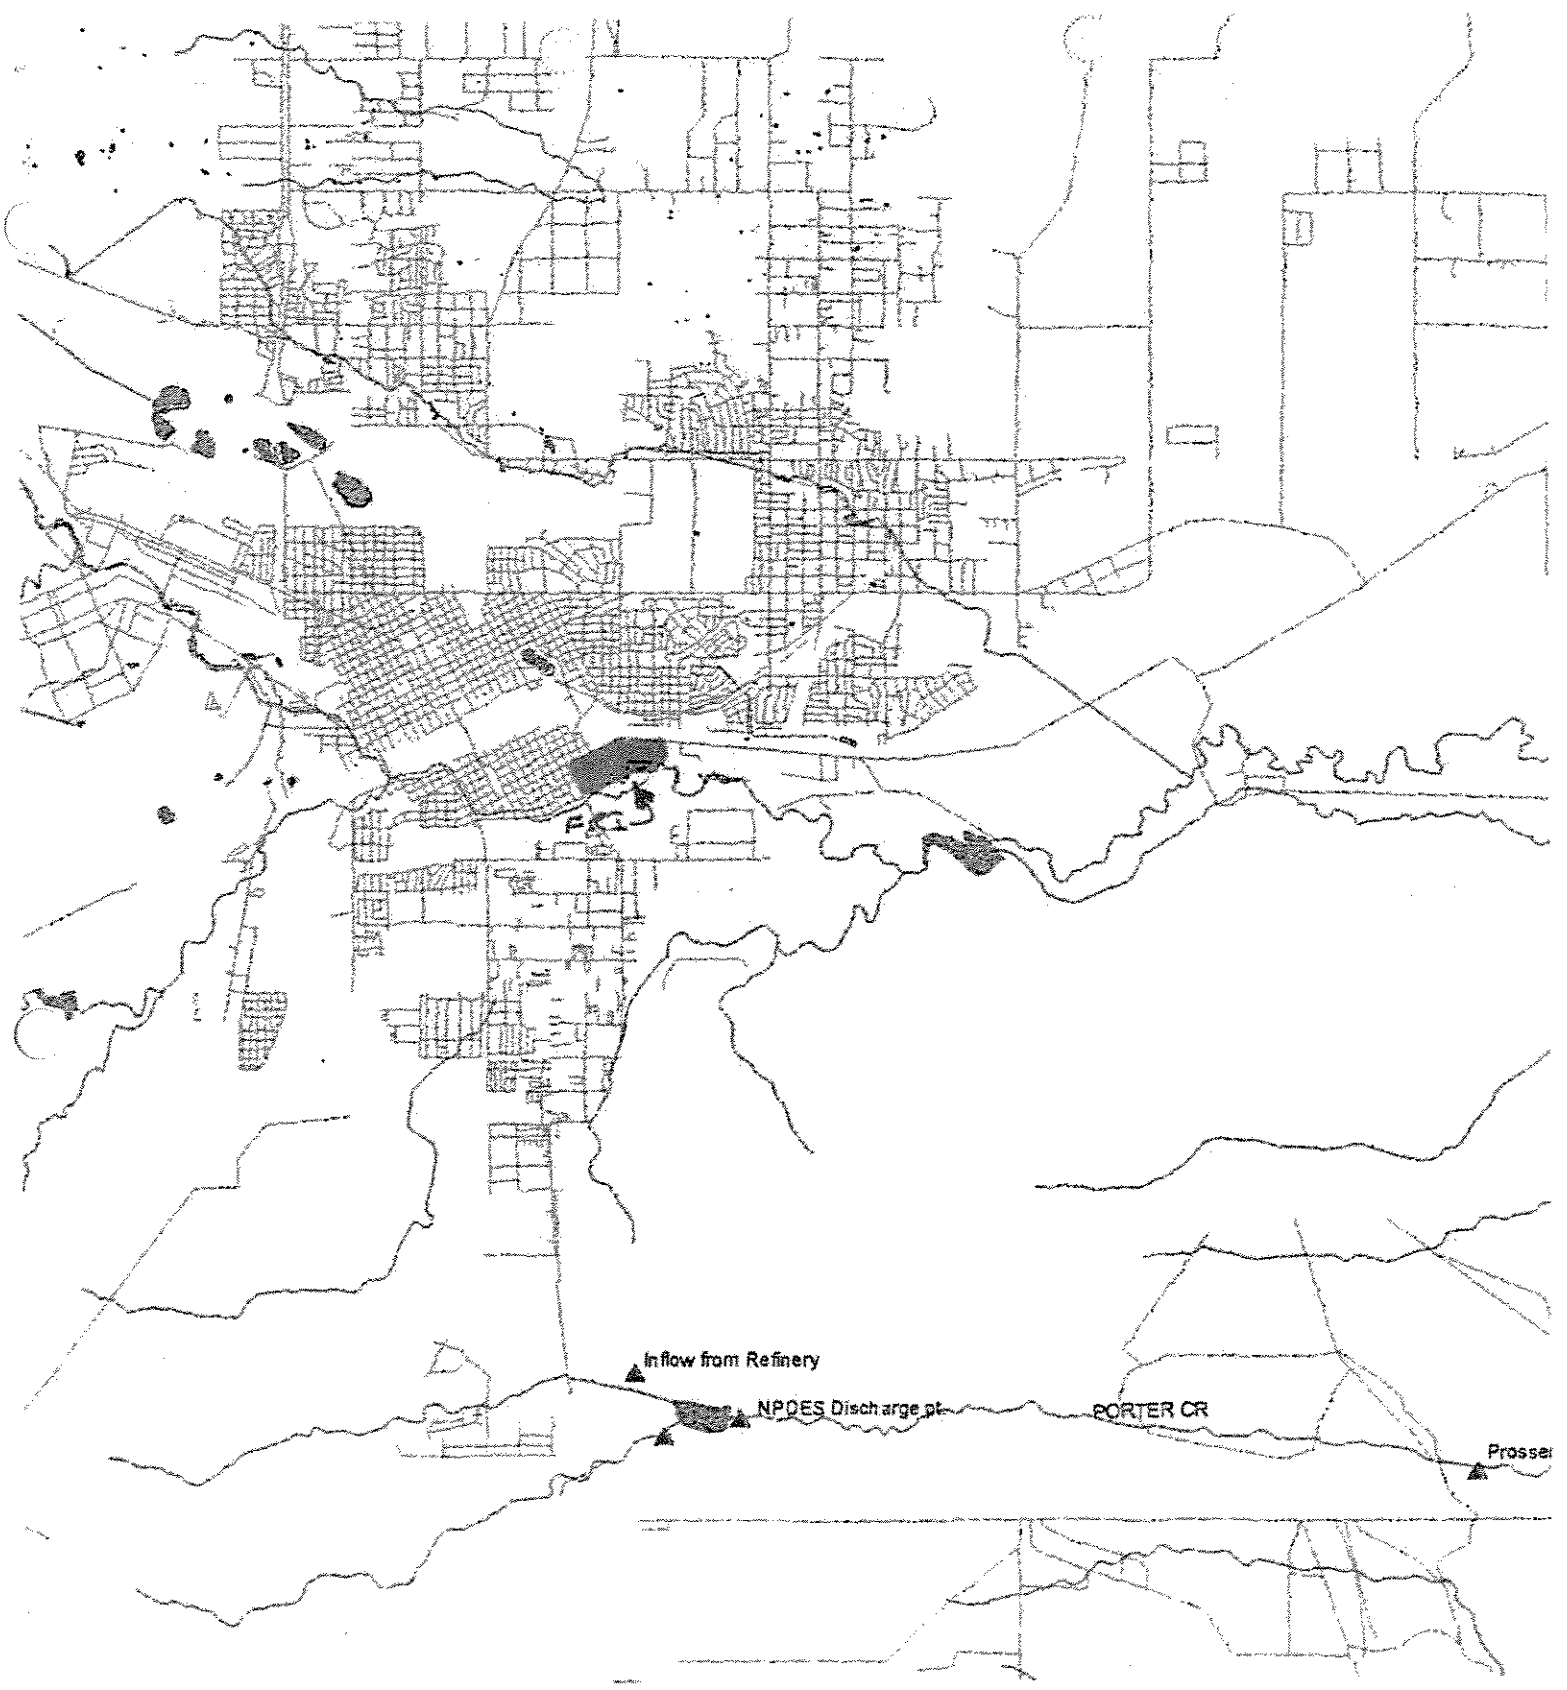 Inflow from Refinery
NPDES Discharge pt.
PORTER CR
Prosser